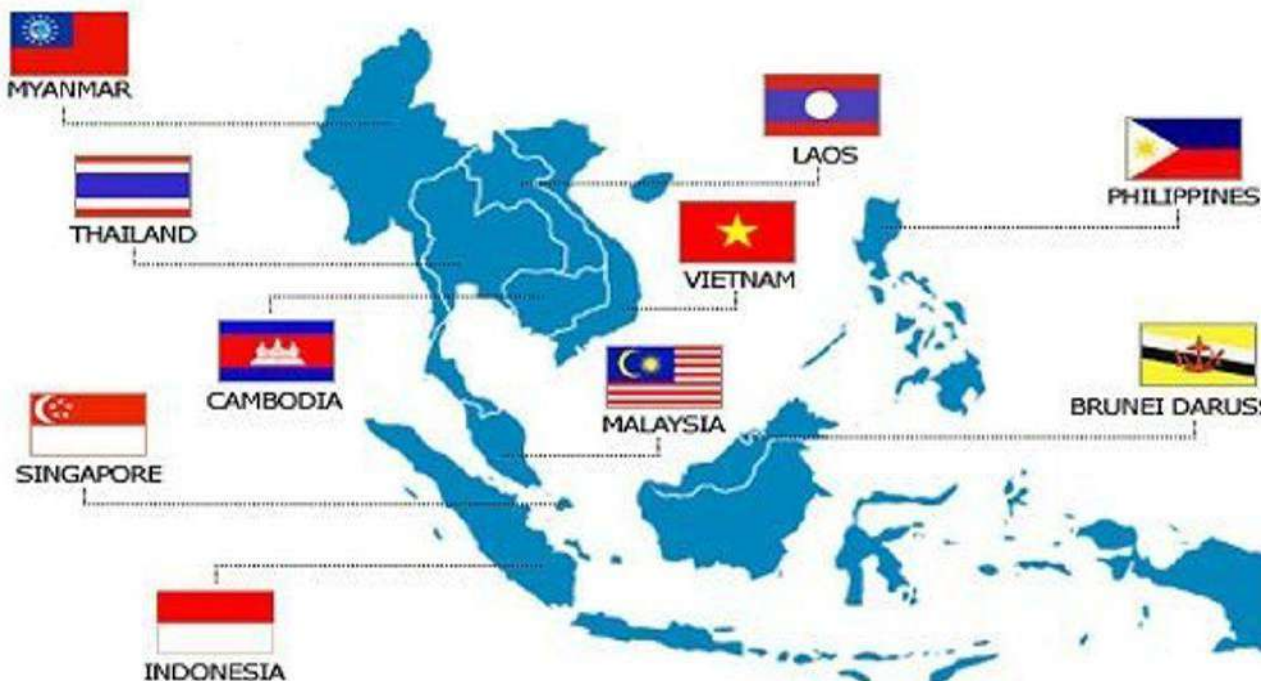 MYANMAR
LAOS
PHILIPPINES
THAILAND
VIETNAM
CAMBODIA
MALAYSIA
BRUNEI DARUSS
SINGAPORE
INDONESIA